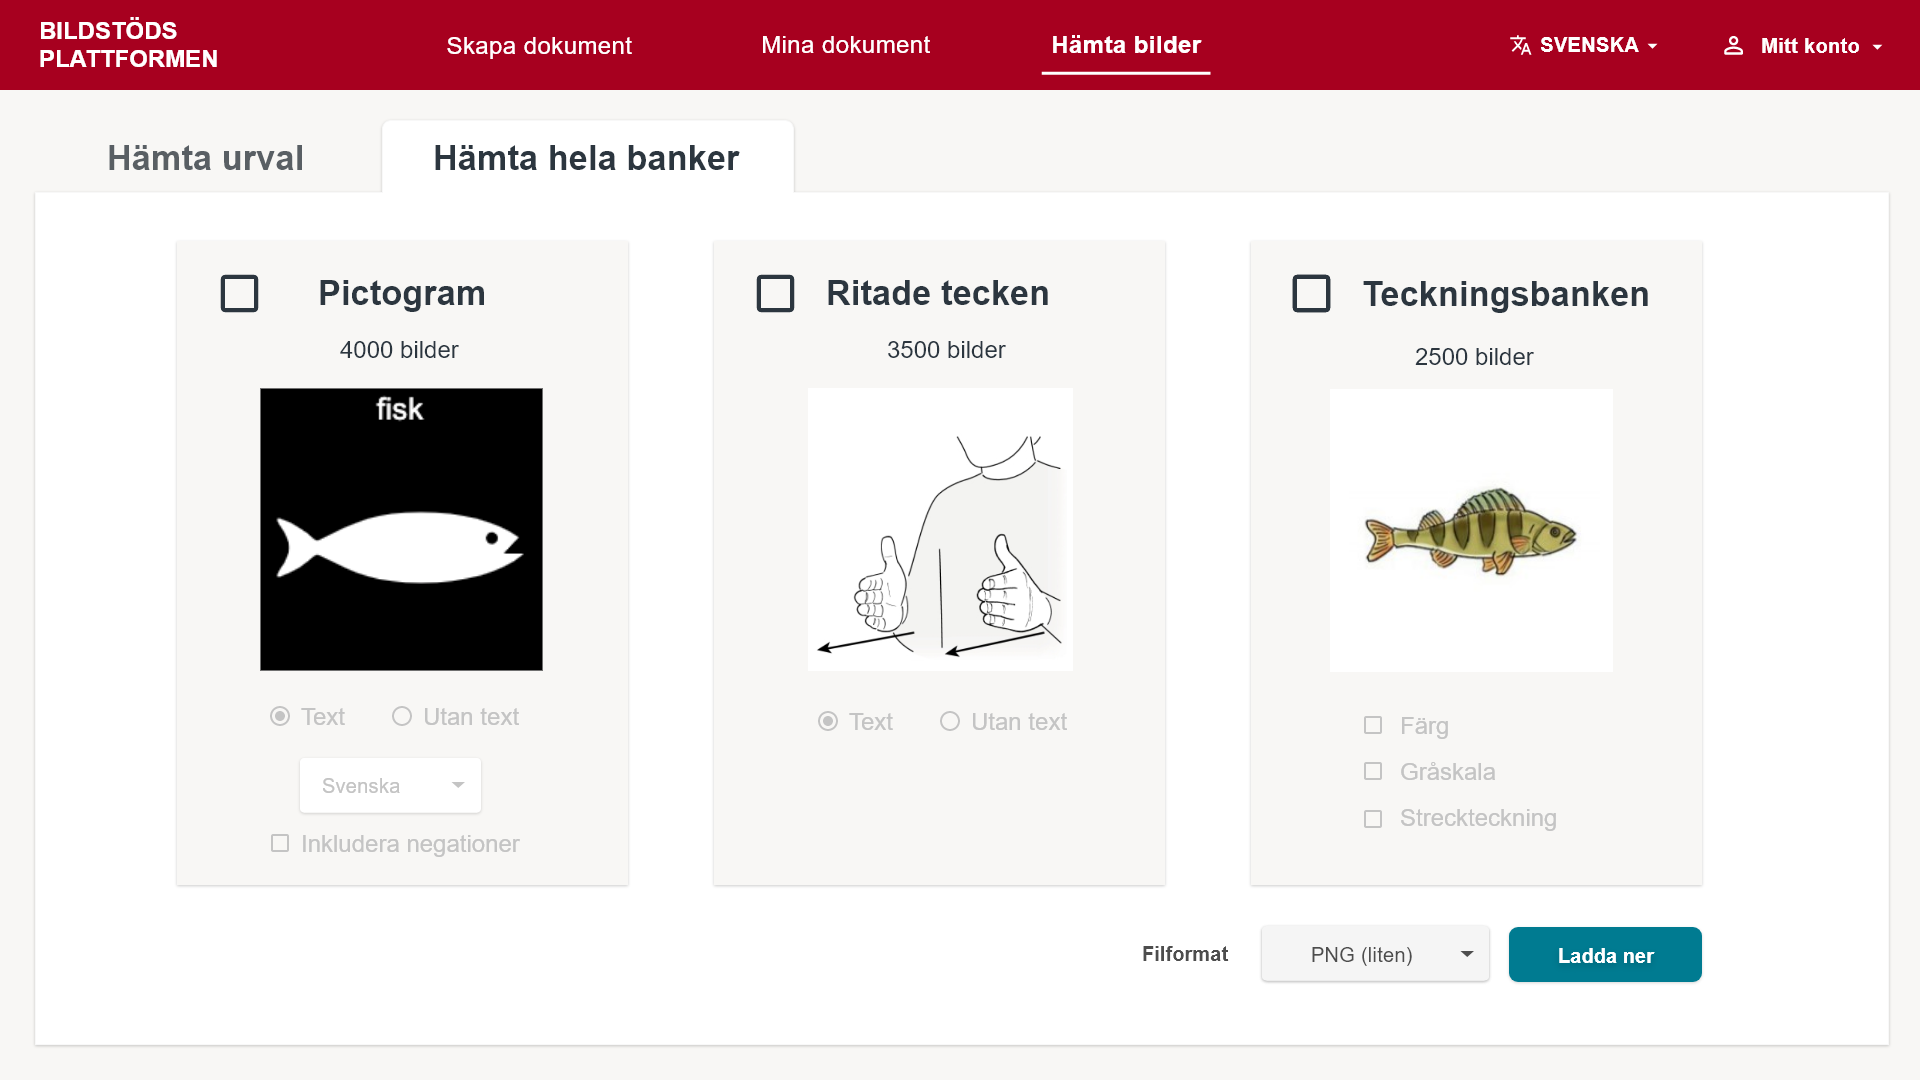 BILDSTÖDS
PLATTFORMEN
Skapa dokument
Mina dokument
Hämta bilder
SVENSKA
Mitt konto
Hämta urval
Hämta hela banker
Pictogram
4000 bilder
fisk
Text
Utan text
Svenska
Inkludera negationer
Ritade tecken
3500 bilder
Text
Utan text
Teckningsbanken
2500 bilder
Färg
Gråskala
Streckteckning
Filformat
PNG (liten)
Ladda ner